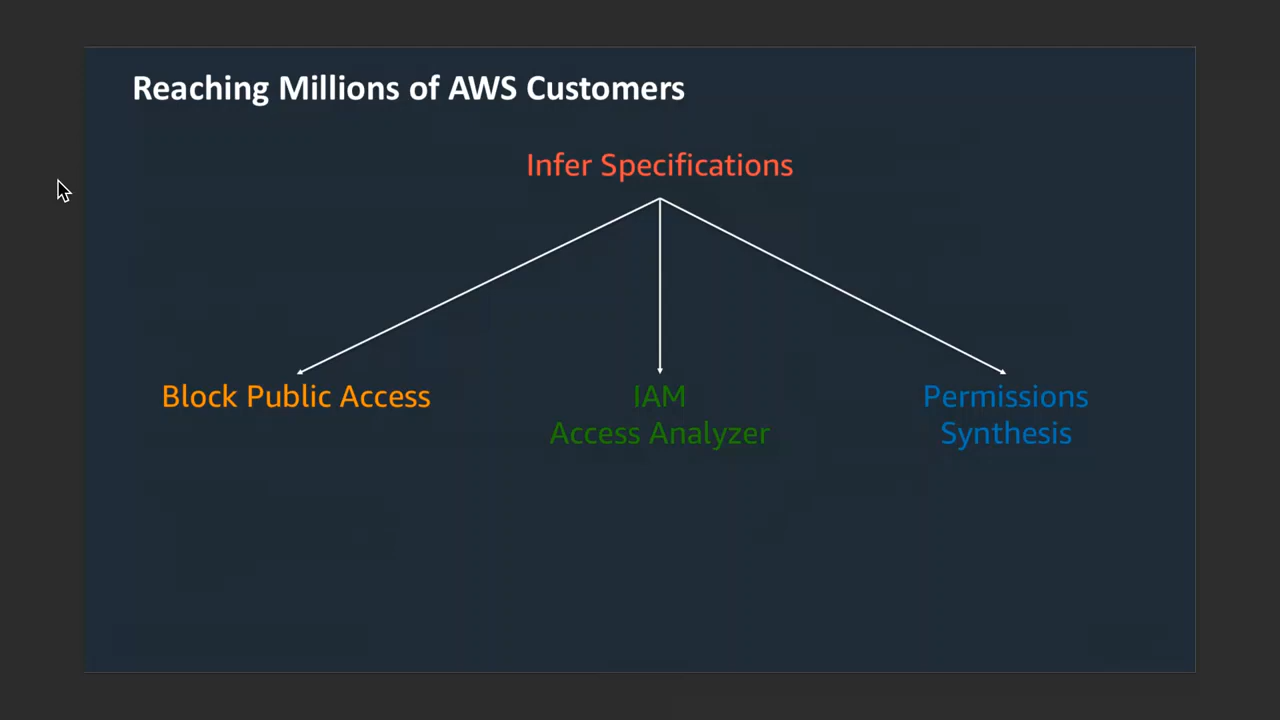 Reaching Millions of AWS Customers
Infer Specifications
Block Public Access
IAM
Access Analyzer
Permissions
Synthesis